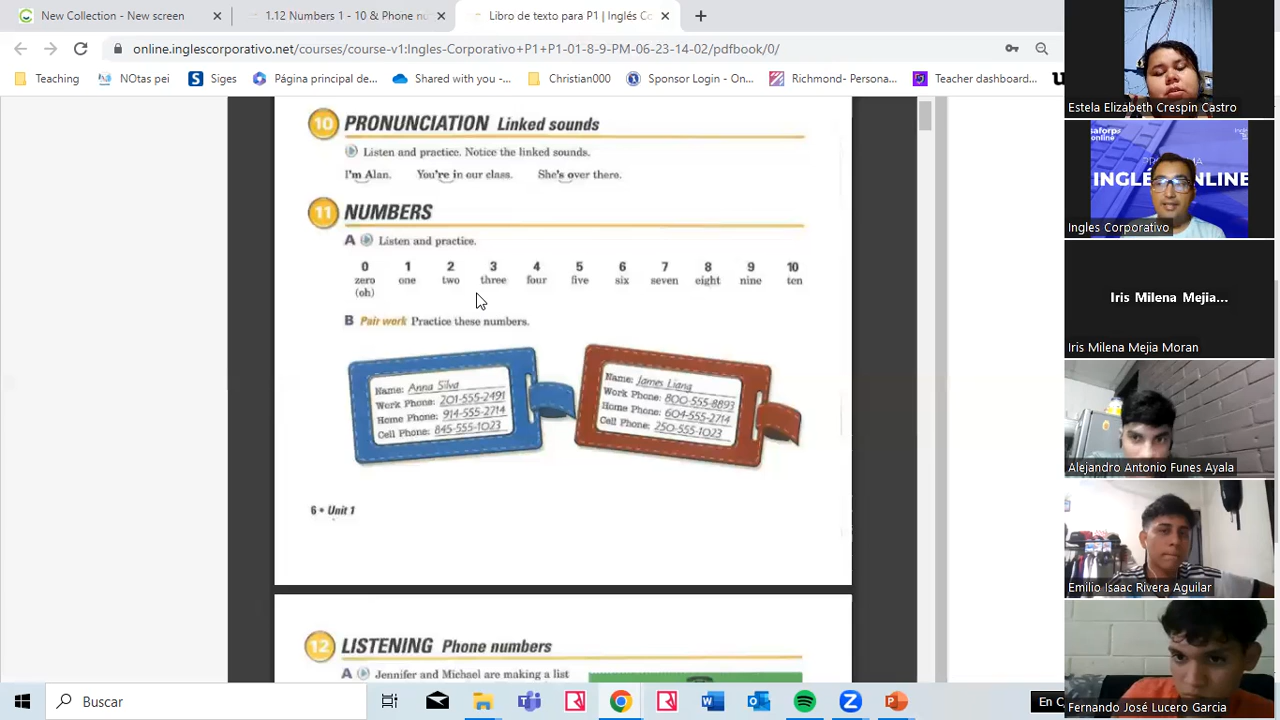 New Collection - New screen
1.12 Numbers 1 - 10 & Phone nu
Libro de texto para P1 | Inglés Co
online.inglescorporativo.net/courses/course-v1:Ingles-Corporativo+P1+P1-01-8-9-PM-06-23-14-02/pdfbook/0/
Teaching
NOtas pei
Siges
Página principal de...
Shared with you -...
Christian000
Sponsor Login - On...
Richmond- Persona...
Teacher dashboard...
10 PRONUNCIATION Linked sounds
Listen and practice. Notice the linked sounds.
I'm Alan. You're in our class. She's over there.
11 NUMBERS
A Listen and practice.
0 1 2 3 4 5 6 7 8 9 10
zero one two three four five six seven eight nine ten
(oh)
B Pair work Practice these numbers.
Name: Anna Silva
Work Phone: 201-555-2491
Home Phone: 914-555-2714
Cell Phone: 845-555-1023
Name: James Liang
Work Phone: 800-555-8893
Home Phone: 604-555-2714
Cell Phone: 250-555-1023
6 • Unit 1
12 LISTENING Phone numbers
A Jennifer and Michael are making a list
Buscar
Estela Elizabeth Crespin Castro
INGLÉ
NLINE
Ingles Corporativo
Iris Milena Mejia...
Iris Milena Mejia Moran
Alejandro Antonio Funes Ayala
Emilio Isaac Rivera Aguilar
Fernando José Lucero Garcia